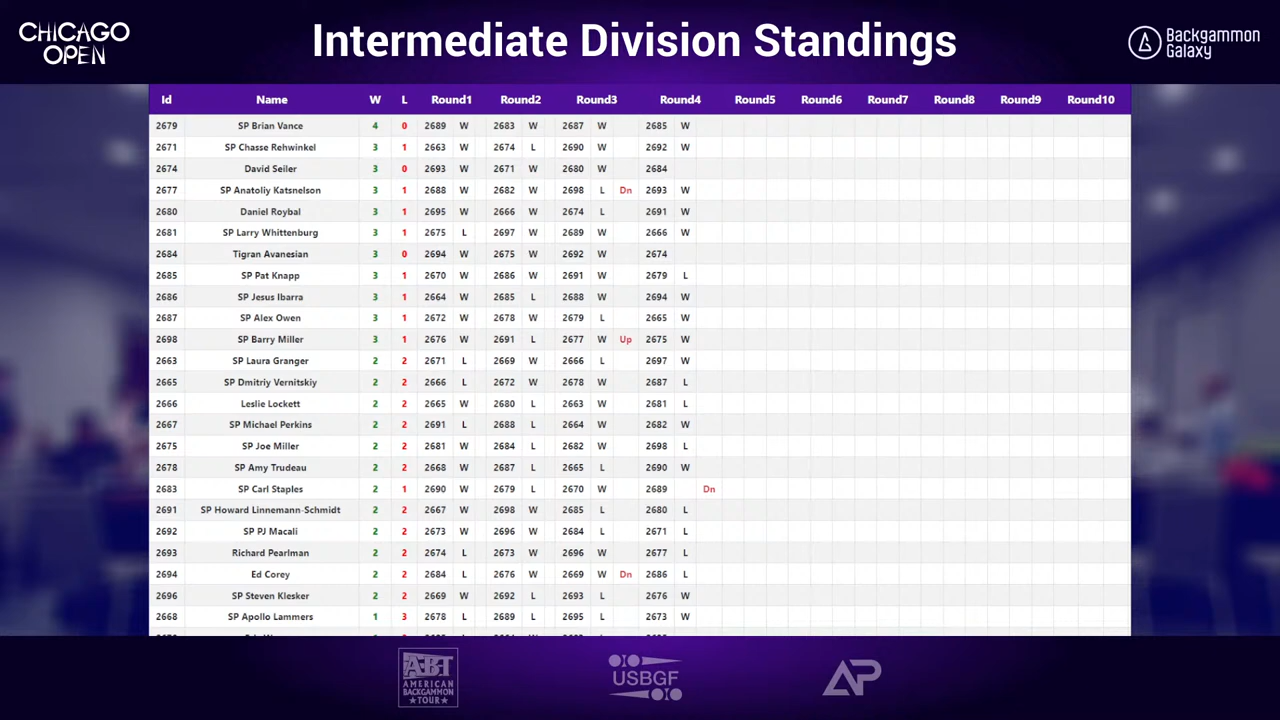 CHICAGO
OPEN
Intermediate Division Standings
Backgammon
Galaxy
Id Name W L Round1 Round2 Round3 Round4 Round5 Round6 Round7 Round8 Round9 Round10
2679 SP Brian Vance 4 0 2689 W 2683 W 2687 W 2685 W
2671 SP Chasse Rehwinkel 3 1 2663 W 2674 L 2690 W 2692 W
2674 David Seiler 3 0 2693 W 2671 W 2680 W 2684
2677 SP Anatoliy Katsnelson 3 1 2688 W 2682 W 2698 L Dn 2693 W
2680 Daniel Roybal 3 1 2695 W 2666 W 2674 L 2691 W
2681 SP Larry Whittenburg 3 1 2675 L 2697 W 2689 W 2666 W
2684 Tigran Avanesian 3 0 2694 W 2675 W 2692 W 2674
2685 SP Pat Knapp 3 1 2670 W 2686 W 2691 W 2679 L
2686 SP Jesus Ibarra 3 1 2664 W 2685 L 2688 W 2694 W
2687 SP Alex Owen 3 1 2672 W 2678 W 2679 L 2665 W
2698 SP Barry Miller 3 1 2676 W 2691 L 2677 W Up 2675 W
2663 SP Laura Granger 2 2 2671 L 2669 W 2666 L 2697 W
2665 SP Dmitriy Vernitskiy 2 2 2666 L 2672 W 2678 W 2687 L
2666 Leslie Lockett 2 2 2665 W 2680 L 2663 W 2681 L
2667 SP Michael Perkins 2 2 2691 L 2688 L 2664 W 2682 W
2675 SP Joe Miller 2 2 2681 W 2684 L 2682 W 2698 L
2678 SP Amy Trudeau 2 2 2668 W 2687 L 2665 L 2690 W
2683 SP Carl Staples 2 1 2690 W 2679 L 2670 W 2689 Dn
2691 SP Howard Linnemann-Schmidt 2 2 2667 W 2698 W 2685 L 2680 L
2692 SP PJ Macali 2 2 2673 W 2696 W 2684 L 2671 L
2693 Richard Pearlman 2 2 2674 L 2673 W 2696 W 2677 L
2694 Ed Corey 2 2 2684 L 2676 W 2669 W Dn 2686 L
2696 SP Steven Klesker 2 2 2669 W 2692 L 2693 L 2676 W
2668 SP Apollo Lammers 1 3 2678 L 2689 L 2695 L 2673 W
ABT
AMERICAN
BACKGAMMON
TOUR
USBGF
AP